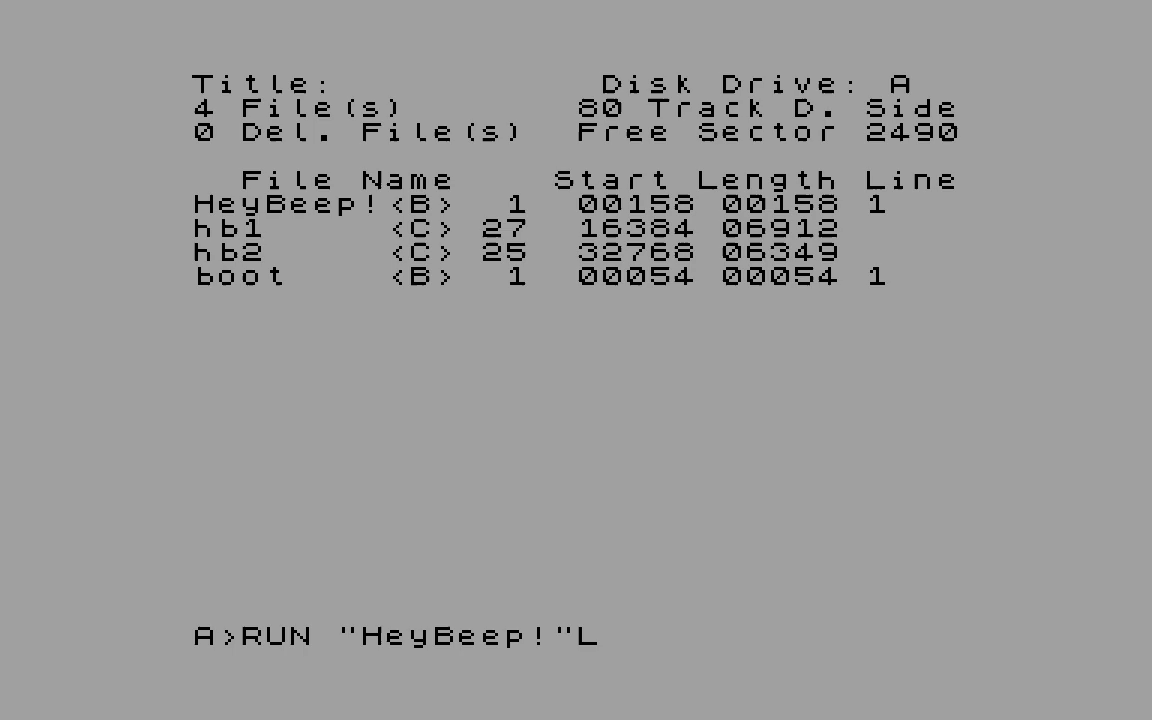 Title: Disk Drive: A
4 File(s) 80 Track D. Side
0 Del. File(s) Free Sector 2490
File Name Start Length Line
HeyBeep! <B> 1 00158 00158 1
hb1 <C> 27 16384 06912
hb2 <C> 25 32768 06349
boot <B> 1 00054 00054 1
A>RUN "HeyBeep!"L